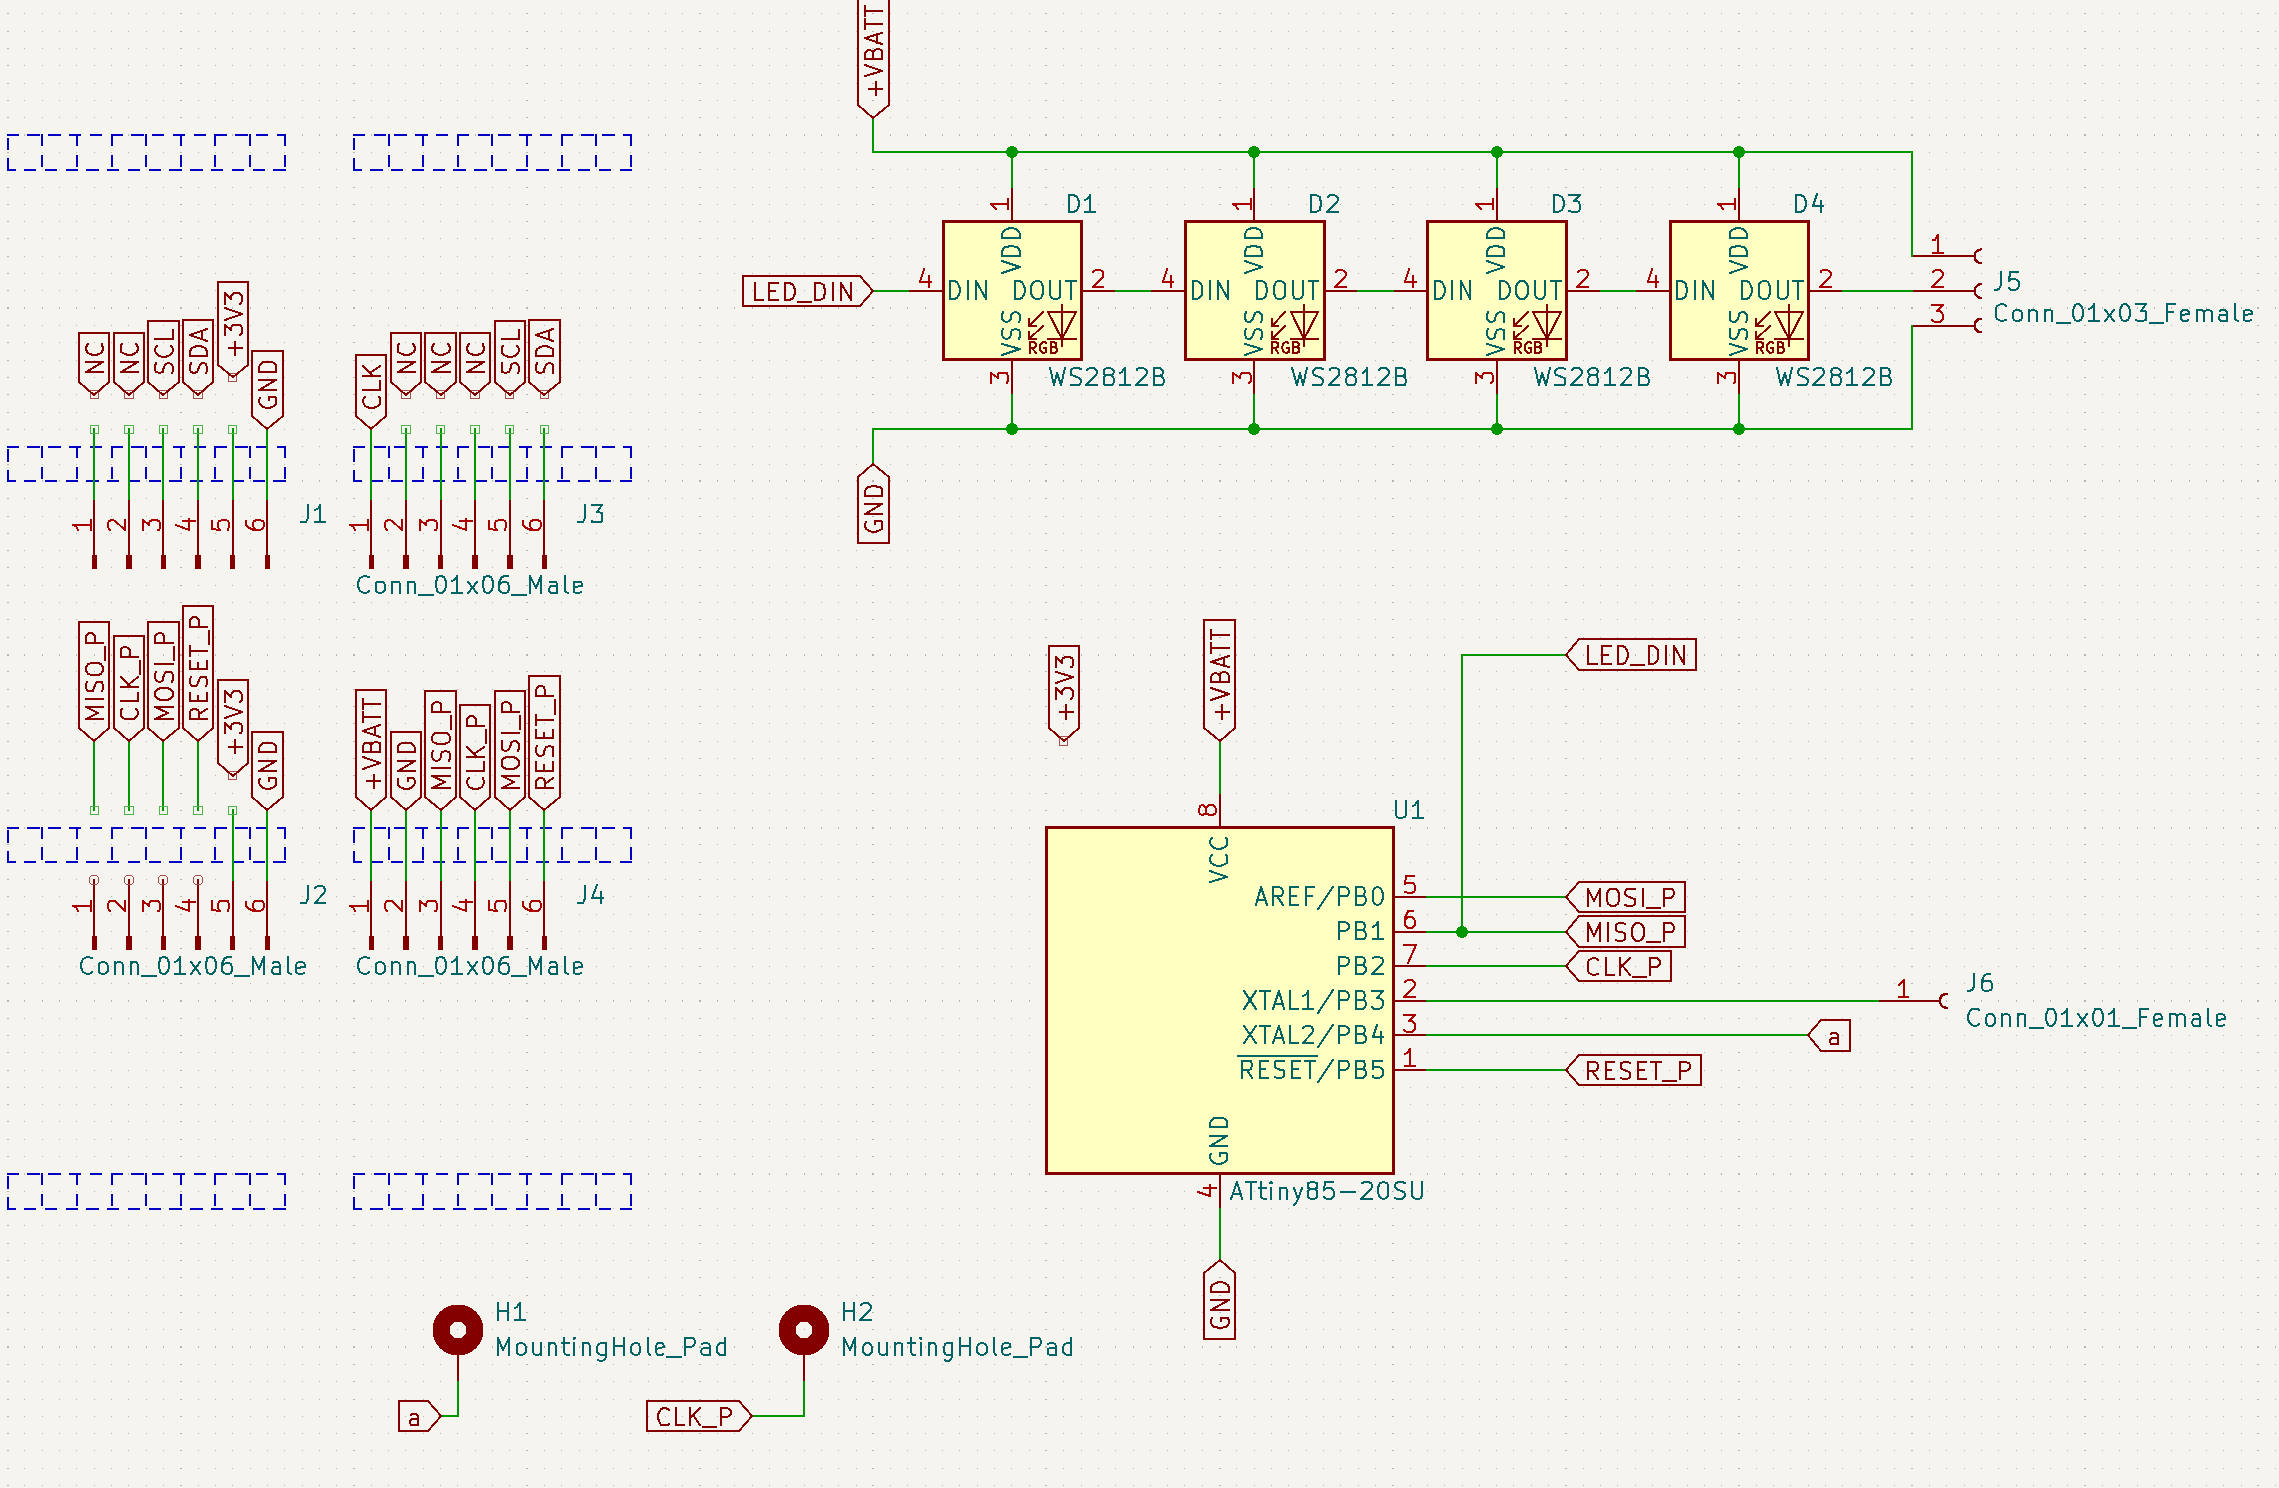 +VBATT
D1
D2
D3
D4
1
1
1
1
VDD
VDD
VDD
VDD
LED_DIN
4
DIN
DOUT
2
4
DIN
DOUT
2
4
DIN
DOUT
2
4
DIN
DOUT
2
VSS
VSS
VSS
VSS
RGB
RGB
RGB
RGB
3
3
3
3
WS2812B
WS2812B
WS2812B
WS2812B
1
2
3
J5
Conn_01x03_Female
GND
NC
NC
SCL
SDA
+3V3
GND
1
2
3
4
5
6
J1
CLK
NC
NC
NC
SCL
SDA
1
2
3
4
5
6
J3
Conn_01x06_Male
MISO_P
CLK_P
MOSI_P
RESET_P
+3V3
GND
1
2
3
4
5
6
J2
Conn_01x06_Male
+VBATT
GND
MISO_P
CLK_P
MOSI_P
RESET_P
1
2
3
4
5
6
J4
Conn_01x06_Male
+3V3
+VBATT
LED_DIN
8
U1
VCC
AREF/PB0
5
MOSI_P
PB1
6
MISO_P
PB2
7
CLK_P
XTAL1/PB3
2
1
J6
Conn_01x01_Female
XTAL2/PB4
3
a
RESET/PB5
1
RESET_P
GND
4
ATtiny85-20SU
GND
H1
MountingHole_Pad
a
H2
MountingHole_Pad
CLK_P